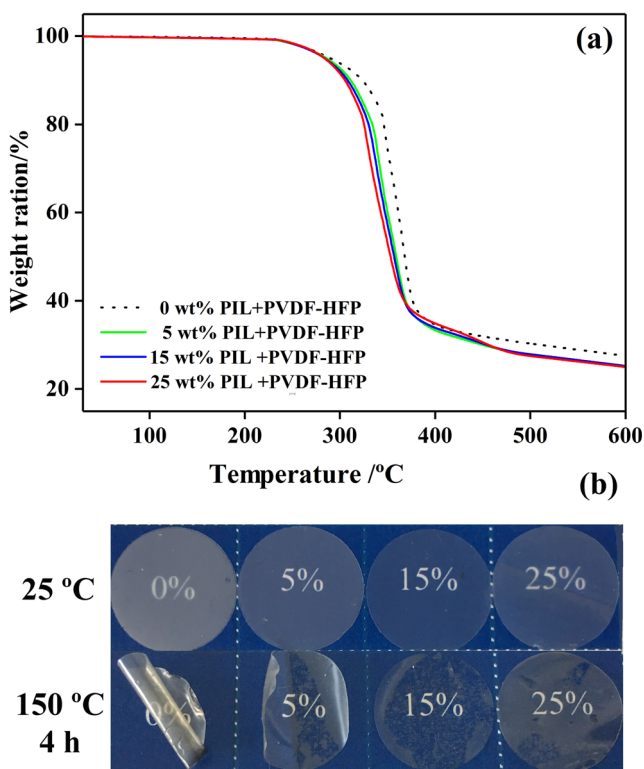 (a)
Weight ration/%
100
80
60
40
20
0 wt% PIL+PVDF-HFP
5 wt% PIL+PVDF-HFP
15 wt% PIL +PVDF-HFP
25 wt% PIL +PVDF-HFP
100 200 300 400 500 600
Temperature /ºC
(b)
25 ºC
0% 5% 15% 25%
150 ºC
4 h
0% 5% 15% 25%